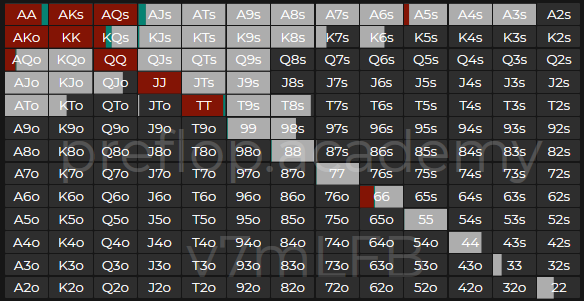 AA AKs AQs AJs ATs A9s A8s A7s A6s A5s A4s A3s A2s
AKo KK KQs KJs KTs K9s K8s K7s K6s K5s K4s K3s K2s
AQo KQo QQ QJs QTs Q9s Q8s Q7s Q6s Q5s Q4s Q3s Q2s
AJo KJo QJo JJ JTs J9s J8s J7s J6s J5s J4s J3s J2s
ATo KTo QTo JTo TT T9s T8s T7s T6s T5s T4s T3s T2s
A9o K9o Q9o J9o T9o 99 98s 97s 96s 95s 94s 93s 92s
A8o K8o Q8o J8o T8o 98o 88 87s 86s 85s 84s 83s 82s
preflop.academy
A7o K7o Q7o J7o T7o 97o 87o 77 76s 75s 74s 73s 72s
A6o K6o Q6o J6o T6o 96o 86o 76o 66 65s 64s 63s 62s
A5o K5o Q5o J5o T5o 95o 85o 75o 65o 55 54s 53s 52s
A4o K4o Q4o J4o T4o 94o 84o 74o 64o 54o 44 43s 42s
v7mLFB
A3o K3o Q3o J3o T3o 93o 83o 73o 63o 53o 43o 33 32s
A2o K2o Q2o J2o T2o 92o 82o 72o 62o 52o 42o 32o 22